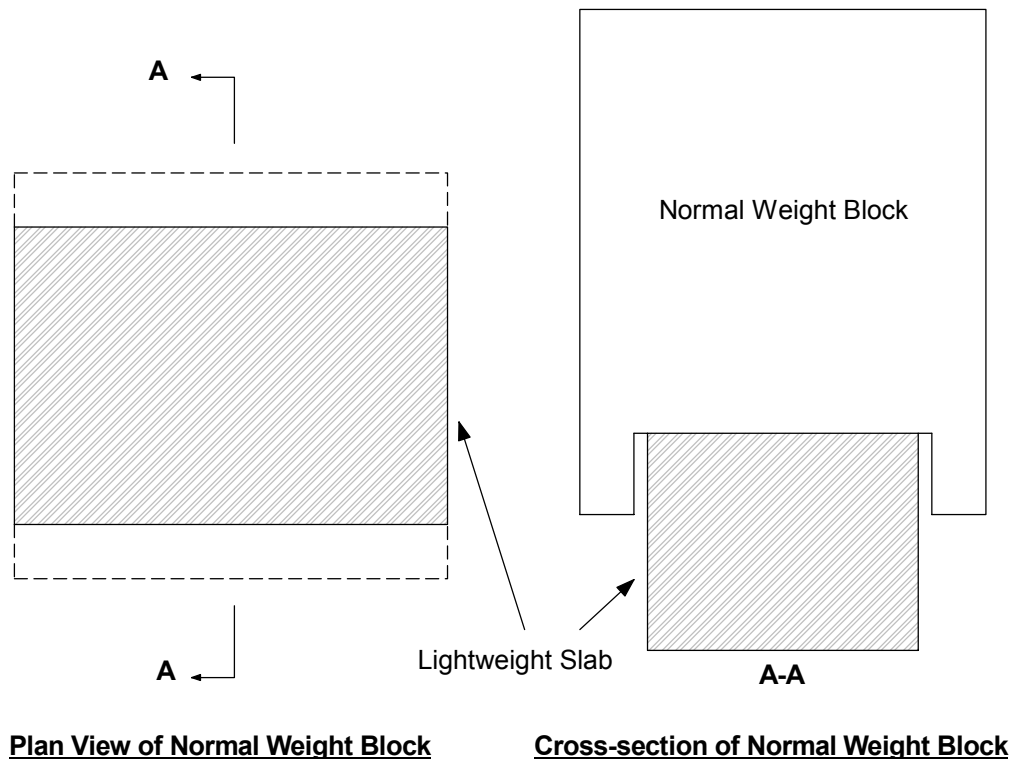 A
Normal Weight Block
Lightweight Slab
A
A-A
Plan View of Normal Weight Block
Cross-section of Normal Weight Block